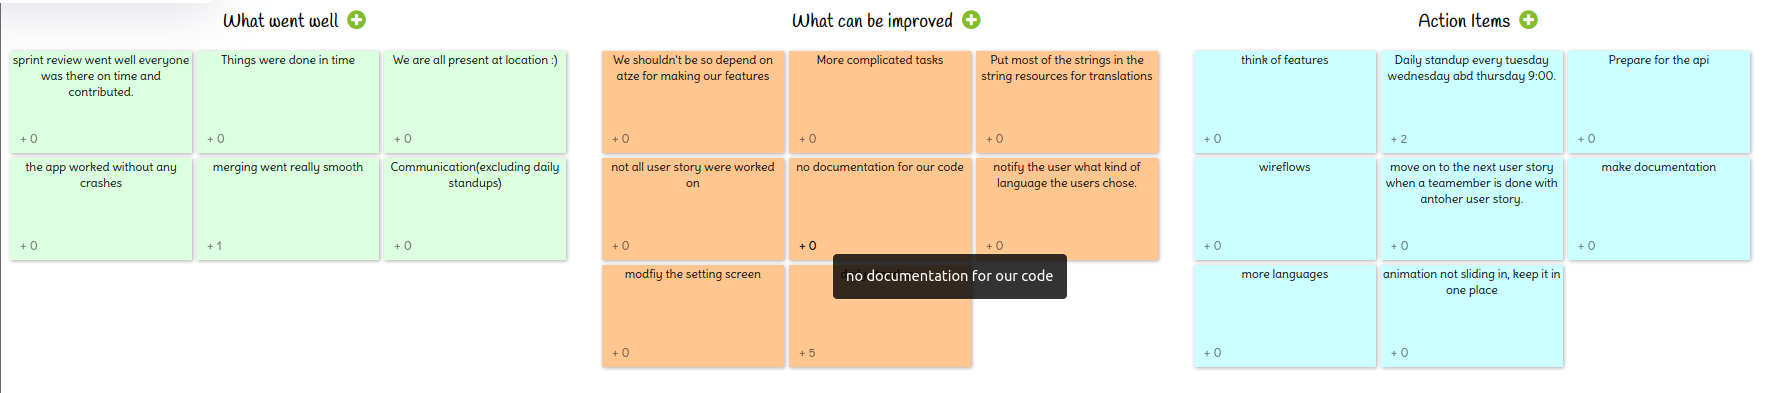 What went well
sprint review went well everyone
was there on time and
contributed.
+ 0
Things were done in time
+ 0
We are all present at location :)
+ 0
the app worked without any
crashes
+ 0
merging went really smooth
+ 1
Communication(excluding daily
standups)
+ 0
What can be improved
We shouldn't be so depend on
atze for making our features
+ 0
More complicated tasks
+ 0
Put most of the strings in the
string resources for translations
+ 0
not all user story were worked
on
+ 0
no documentation for our code
+ 0
notify the user what kind of
language the users chose.
+ 0
modfiy the setting screen
+ 0
no documentation for our code
+ 5
Action Items
think of features
+ 0
Daily standup every tuesday
wednesday abd thursday 9:00.
+ 2
Prepare for the api
+ 0
wireflows
+ 0
move on to the next user story
when a teamember is done with
antoher user story.
+ 0
make documentation
+ 0
more languages
+ 0
animation not sliding in, keep it in
one place
+ 0